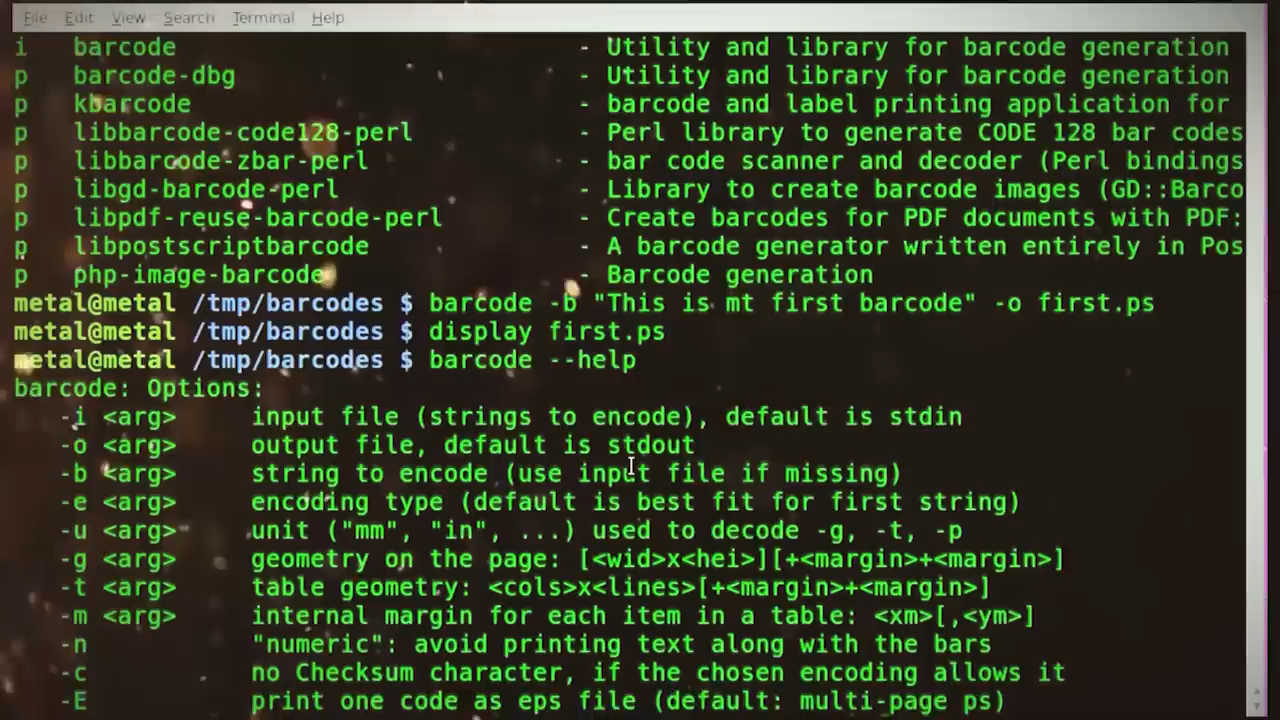 File Edit View Search Terminal Help
i barcode - Utility and library for barcode generation
p barcode-dbg - Utility and library for barcode generation
p kbarcode - barcode and label printing application for
p libbarcode-code128-perl - Perl library to generate CODE 128 bar codes
p libbarcode-zbar-perl - bar code scanner and decoder (Perl bindings
p libgd-barcode-perl - Library to create barcode images (GD::Barco
p libpdf-reuse-barcode-perl - Create barcodes for PDF documents with PDF:
p libpostscriptbarcode - A barcode generator written entirely in Pos
p php-image-barcode - Barcode generation
metal@metal /tmp/barcodes $ barcode -b "This is mt first barcode" -o first.ps
metal@metal /tmp/barcodes $ display first.ps
metal@metal /tmp/barcodes $ barcode --help
barcode: Options:
-i <arg> input file (strings to encode), default is stdin
-o <arg> output file, default is stdout
-b <arg> string to encode (use input file if missing)
-e <arg> encoding type (default is best fit for first string)
-u <arg> unit ("mm", "in", ...) used to decode -g, -t, -p
-g <arg> geometry on the page: [<wid>x<hei>][+<margin>+<margin>]
-t <arg> table geometry: <cols>x<lines>[+<margin>+<margin>]
-m <arg> internal margin for each item in a table: <xm>[,<ym>]
-n "numeric": avoid printing text along with the bars
-c no Checksum character, if the chosen encoding allows it
-E print one code as eps file (default: multi-page ps)